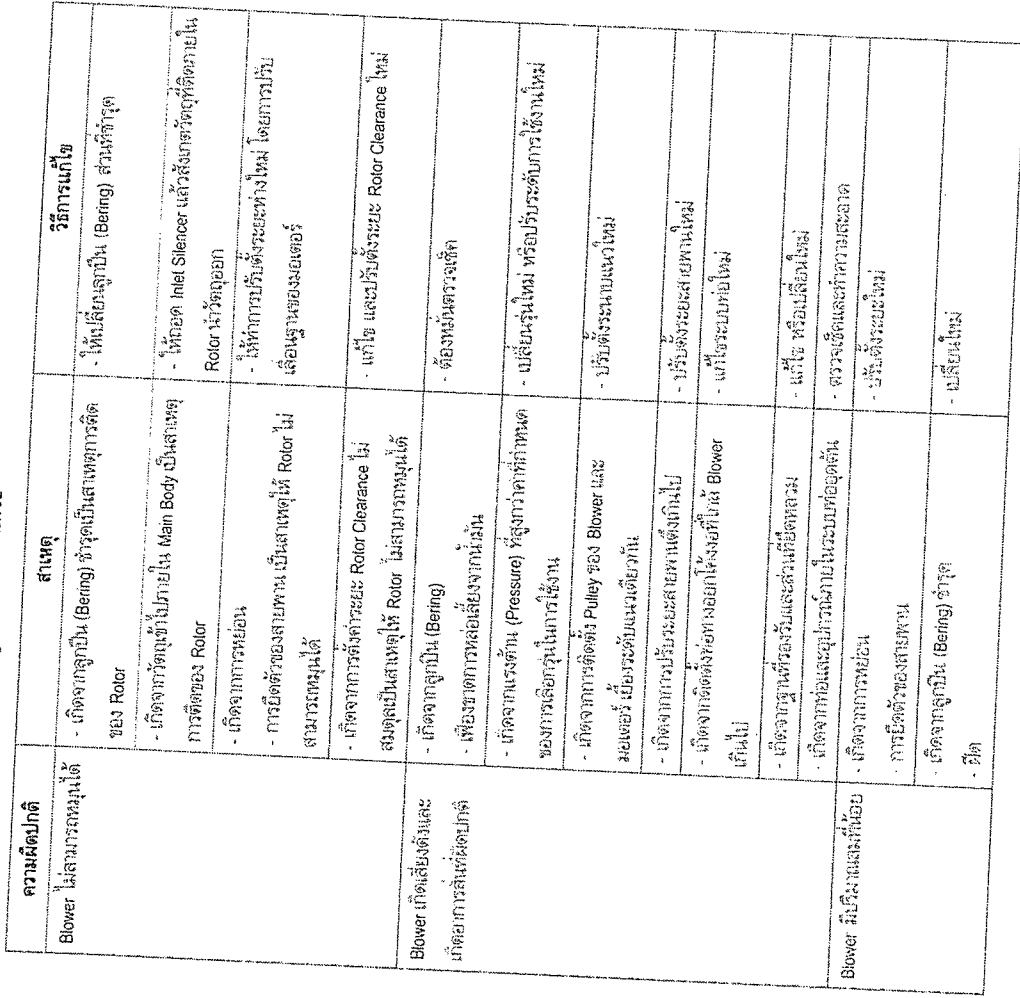 ความผิดปกติ
สาเหตุ
วิธีการแก้ไข
Blower ไม่สามารถหมุนได้
- เกิดจากลูกปืน (Bering) ชำรุดเป็นสาเหตุการติด
ของ Rotor
- ให้เปลี่ยนลูกปืน (Bering) ส่วนที่ชำรุด
- เกิดจากวัตถุเข้าไปภายใน Main Body เป็นสาเหตุ
การติดของ Rotor
- ให้ถอด Inlet Silencer แล้วสังเกตวัตถุที่ติดภายใน
Rotor นำวัตถุออก
- เกิดจากการหย่อน
- การยืดตัวของสายพาน เป็นสาเหตุให้ Rotor ไม่
สามารถหมุนได้
- ให้ทำการปรับตั้งระยะห่างใหม่ โดยการปรับ
เลื่อนฐานของมอเตอร์
- เกิดจากการตั้งค่าระยะ Rotor Clearance ไม่
สมดุลเป็นสาเหตุให้ Rotor ไม่สามารถหมุนได้
- แก้ไข และปรับตั้งระยะ Rotor Clearance ใหม่
Blower เกิดเสียงดังและ
เกิดอาการสั่นที่ผิดปกติ
- เกิดจากลูกปืน (Bering)
- เฟืองขาดการหล่อเลี้ยงจากน้ำมัน
- ต้องหมั่นตรวจเช็ค
- เกิดจากแรงต้าน (Pressure) ที่สูงกว่าค่าที่กำหนด
ของการเลือกรุ่นในการใช้งาน
- เปลี่ยนรุ่นใหม่ หรือปรับระดับการใช้งานใหม่
- เกิดจากการติดตั้ง Pulley ของ Blower และ
มอเตอร์ เยื้องระดับแนวเดียวกัน
- ปรับตั้งระนาบแนวใหม่
- เกิดจากการปรับระยะสายพานตึงเกินไป
- ปรับตั้งระยะสายพานใหม่
- เกิดจากติดตั้งท่อทางออกโค้งงอที่ใกล้ Blower
เกินไป
- แก้ไขระบบท่อใหม่
- เกิดจากฐานที่รองรับและส่วนที่ยึดหลวม
- แก้ไข หรือเปลี่ยนใหม่
- เกิดจากท่อและอุปกรณ์ภายในระบบท่ออุดตัน
- ตรวจเช็คและทำความสะอาด
Blower มีปริมาณลมที่น้อย
- เกิดจากการหย่อน
- การยืดตัวของสายพาน
- ปรับตั้งระยะใหม่
- เกิดจากลูกปืน (Bering) ชำรุด
- ฝืด
- เปลี่ยนใหม่